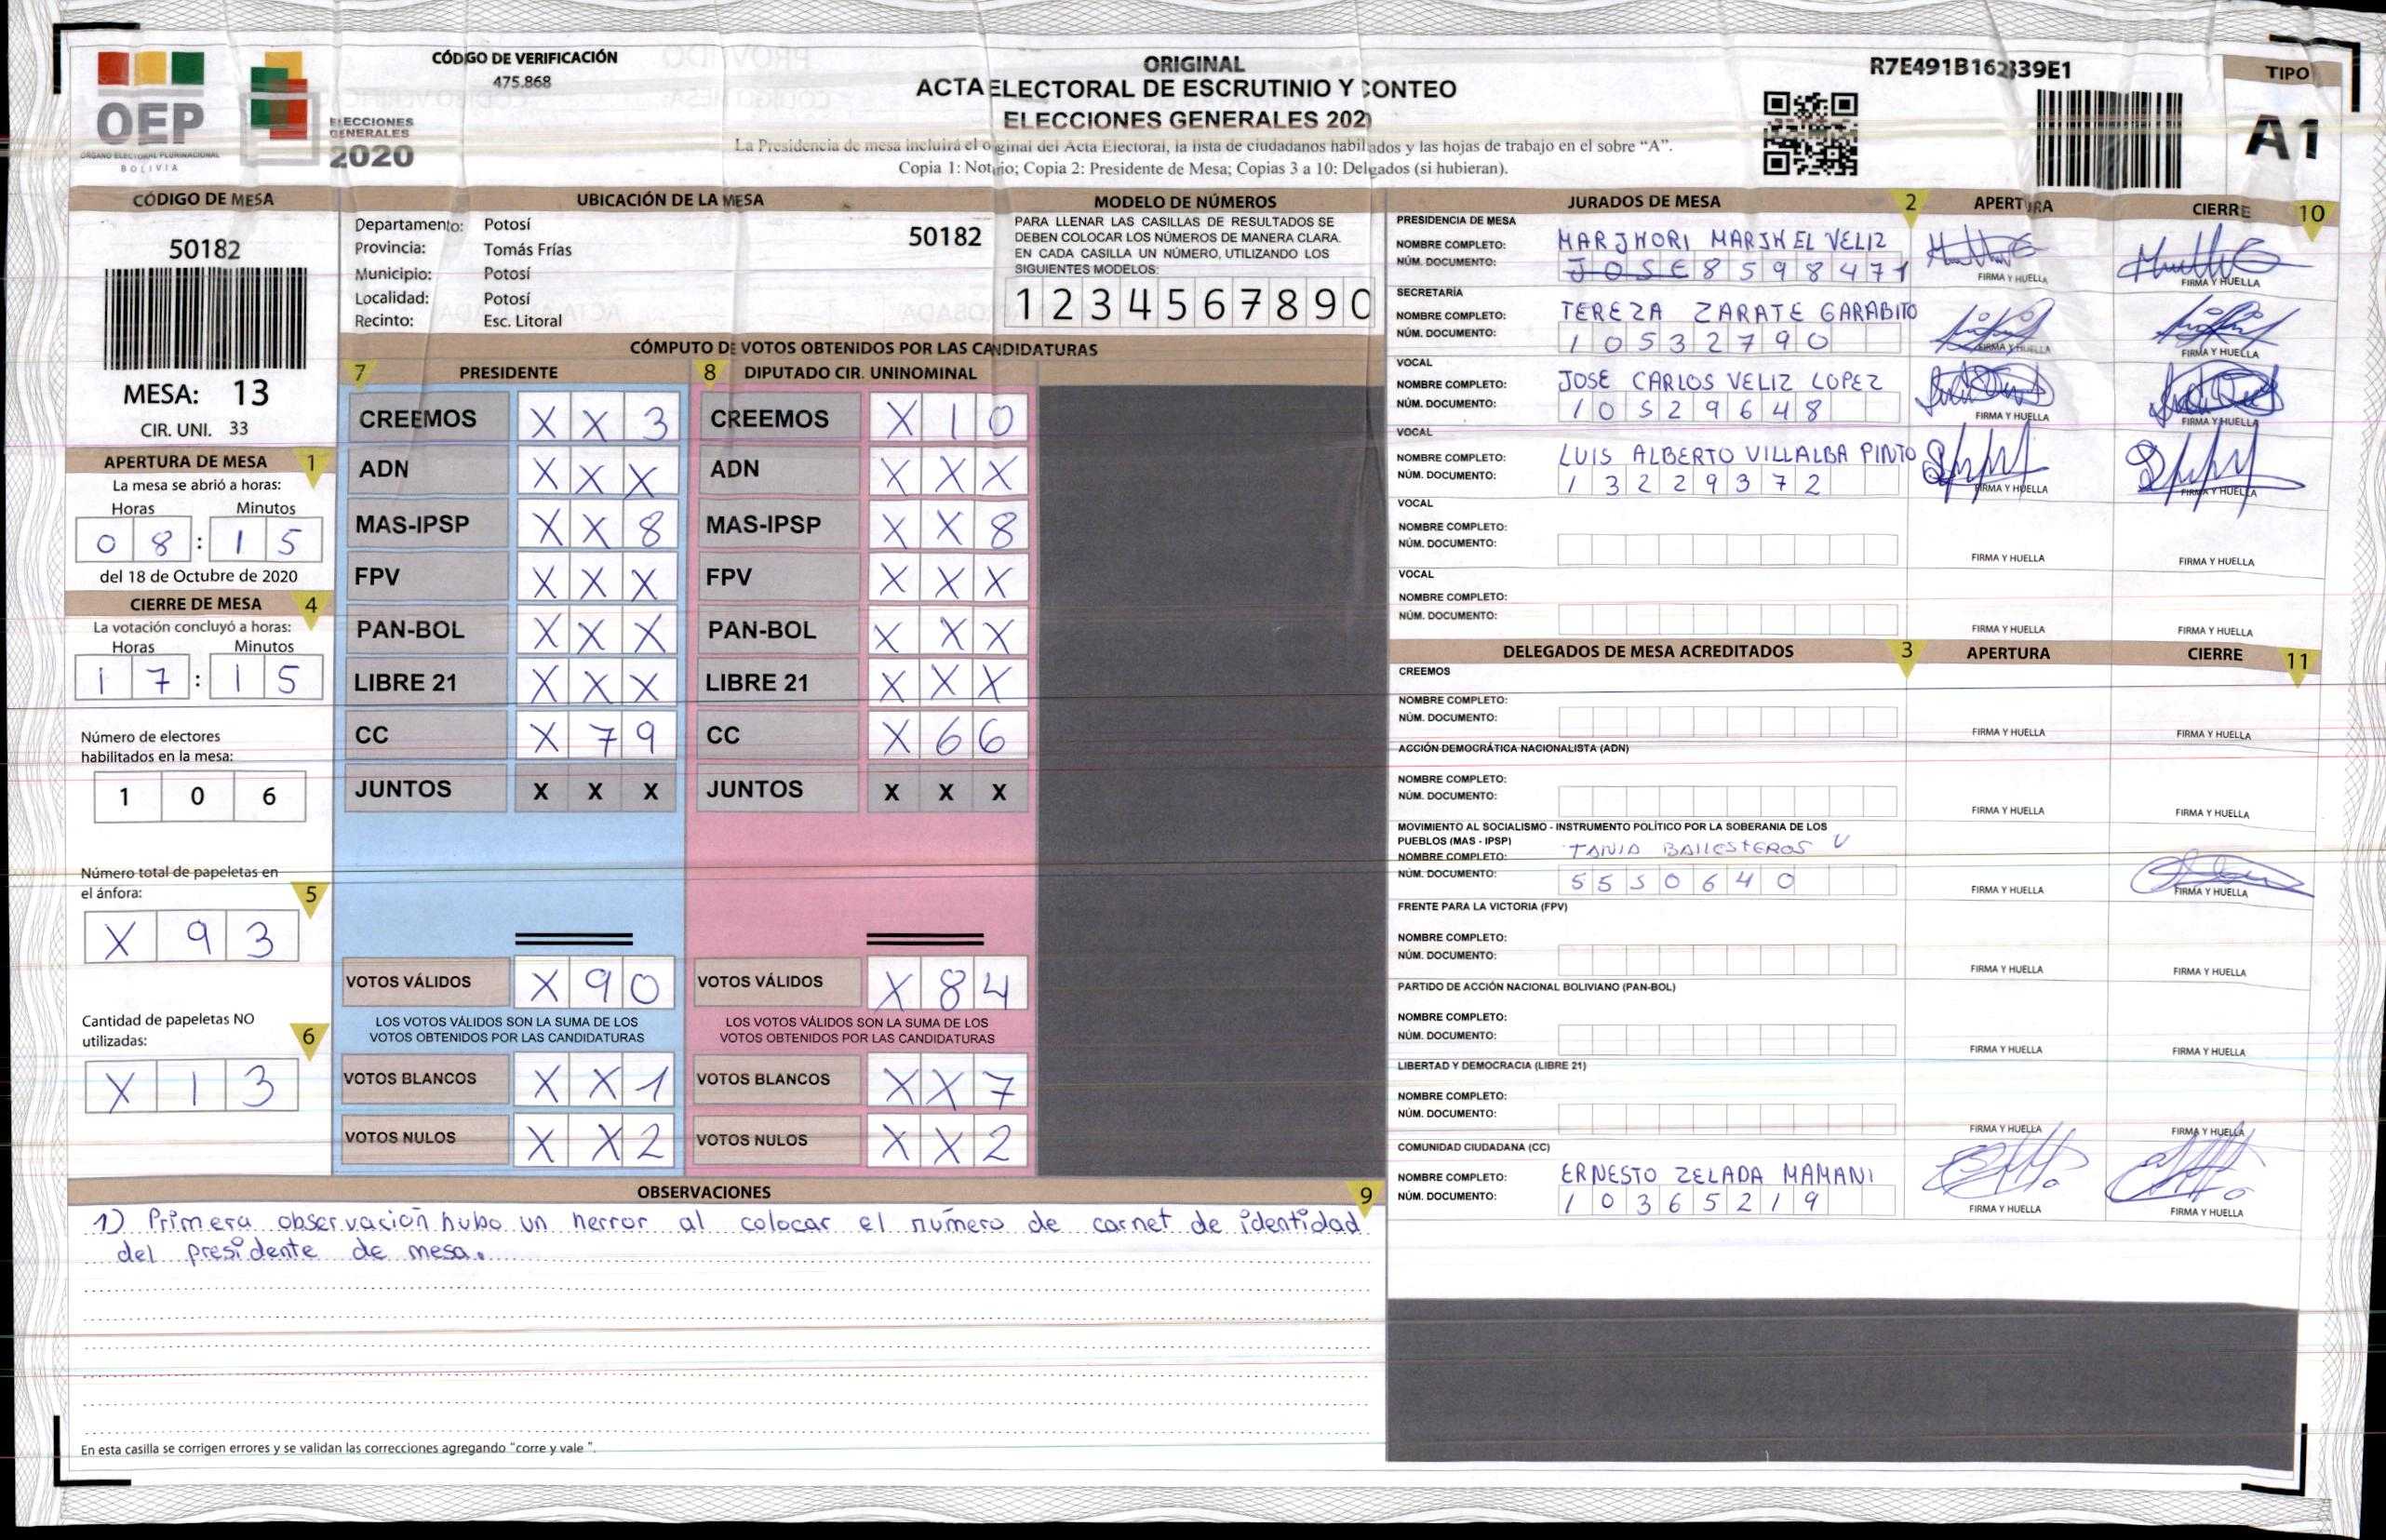 OEP
ÓRGANO ELECTORAL PLURINACIONAL
BOLIVIA
ELECCIONES
GENERALES
2020
CÓDIGO DE VERIFICACIÓN
475.868
ORIGINAL
ACTA ELECTORAL DE ESCRUTINIO Y CONTEO
ELECCIONES GENERALES 202
La Presidencia de mesa incluirá el original del Acta Electoral, la lista de ciudadanos habilitados y las hojas de trabajo en el sobre “A”.
Copia 1: Notario; Copia 2: Presidente de Mesa; Copias 3 a 10: Delegados (si hubieran).
R7E491B162839E1
TIPO
A1
CÓDIGO DE MESA
50182
MESA: 13
CIR. UNI. 33
APERTURA DE MESA 1
La mesa se abrió a horas:
Horas Minutos
0 8 : 1 5
del 18 de Octubre de 2020
CIERRE DE MESA 4
La votación concluyó a horas:
Horas Minutos
1 7 : 1 5
Número de electores
habilitados en la mesa:
1 0 6
Número total de papeletas en
el ánfora: 5
X 9 3
Cantidad de papeletas NO
utilizadas: 6
X 1 3
UBICACIÓN DE LA MESA
Departamento: Potosí
50182
Provincia: Tomás Frías
Municipio: Potosí
Localidad: Potosí
Recinto: Esc. Litoral
MODELO DE NÚMEROS
PARA LLENAR LAS CASILLAS DE RESULTADOS SE
DEBEN COLOCAR LOS NÚMEROS DE MANERA CLARA.
EN CADA CASILLA UN NÚMERO, UTILIZANDO LOS
SIGUIENTES MODELOS:
1 2 3 4 5 6 7 8 9 0
CÓMPUTO DE VOTOS OBTENIDOS POR LAS CANDIDATURAS
7 PRESIDENTE
CREEMOS X X 3
ADN X X X
MAS-IPSP X X 8
FPV X X X
PAN-BOL X X X
LIBRE 21 X X X
CC X 7 9
JUNTOS X X X
VOTOS VÁLIDOS X 9 0
LOS VOTOS VÁLIDOS SON LA SUMA DE LOS
VOTOS OBTENIDOS POR LAS CANDIDATURAS
VOTOS BLANCOS X X 1
VOTOS NULOS X X 2
8 DIPUTADO CIR. UNINOMINAL
CREEMOS X 1 0
ADN X X X
MAS-IPSP X X 8
FPV X X X
PAN-BOL X X X
LIBRE 21 X X X
CC X 6 6
JUNTOS X X X
VOTOS VÁLIDOS X 8 4
LOS VOTOS VÁLIDOS SON LA SUMA DE LOS
VOTOS OBTENIDOS POR LAS CANDIDATURAS
VOTOS BLANCOS X X 7
VOTOS NULOS X X 2
OBSERVACIONES 9
1) Primera observación hubo un herror al colocar el número de carnet de identidad
del presidente de mesa.
En esta casilla se corrigen errores y se validan las correcciones agregando "corre y vale ".
JURADOS DE MESA 2 APERTURA CIERRE 10
PRESIDENCIA DE MESA
NOMBRE COMPLETO: MARJHORI MARJHEL VELIZ
NÚM. DOCUMENTO: JOSE 8598471
FIRMA Y HUELLA FIRMA Y HUELLA
SECRETARÍA
NOMBRE COMPLETO: TEREZA ZARATE GARABITO
NÚM. DOCUMENTO: 10532790
FIRMA Y HUELLA FIRMA Y HUELLA
VOCAL
NOMBRE COMPLETO: JOSE CARLOS VELIZ LOPEZ
NÚM. DOCUMENTO: 10529648
FIRMA Y HUELLA FIRMA Y HUELLA
VOCAL
NOMBRE COMPLETO: LUIS ALBERTO VILLALBA PINTO
NÚM. DOCUMENTO: 13229372
FIRMA Y HUELLA FIRMA Y HUELLA
VOCAL
NOMBRE COMPLETO:
NÚM. DOCUMENTO:
FIRMA Y HUELLA FIRMA Y HUELLA
VOCAL
NOMBRE COMPLETO:
NÚM. DOCUMENTO:
FIRMA Y HUELLA FIRMA Y HUELLA
DELEGADOS DE MESA ACREDITADOS 3 APERTURA CIERRE 11
CREEMOS
NOMBRE COMPLETO:
NÚM. DOCUMENTO:
FIRMA Y HUELLA FIRMA Y HUELLA
ACCIÓN DEMOCRÁTICA NACIONALISTA (ADN)
NOMBRE COMPLETO:
NÚM. DOCUMENTO:
FIRMA Y HUELLA FIRMA Y HUELLA
MOVIMIENTO AL SOCIALISMO - INSTRUMENTO POLÍTICO POR LA SOBERANIA DE LOS
PUEBLOS (MAS - IPSP)
NOMBRE COMPLETO: TANIA BALLESTEROS V
NÚM. DOCUMENTO: 5550640
FIRMA Y HUELLA FIRMA Y HUELLA
FRENTE PARA LA VICTORIA (FPV)
NOMBRE COMPLETO:
NÚM. DOCUMENTO:
FIRMA Y HUELLA FIRMA Y HUELLA
PARTIDO DE ACCIÓN NACIONAL BOLIVIANO (PAN-BOL)
NOMBRE COMPLETO:
NÚM. DOCUMENTO:
FIRMA Y HUELLA FIRMA Y HUELLA
LIBERTAD Y DEMOCRACIA (LIBRE 21)
NOMBRE COMPLETO:
NÚM. DOCUMENTO:
FIRMA Y HUELLA FIRMA Y HUELLA
COMUNIDAD CIUDADANA (CC)
NOMBRE COMPLETO: ERNESTO ZELADA MAMANI
NÚM. DOCUMENTO: 10365219
FIRMA Y HUELLA FIRMA Y HUELLA